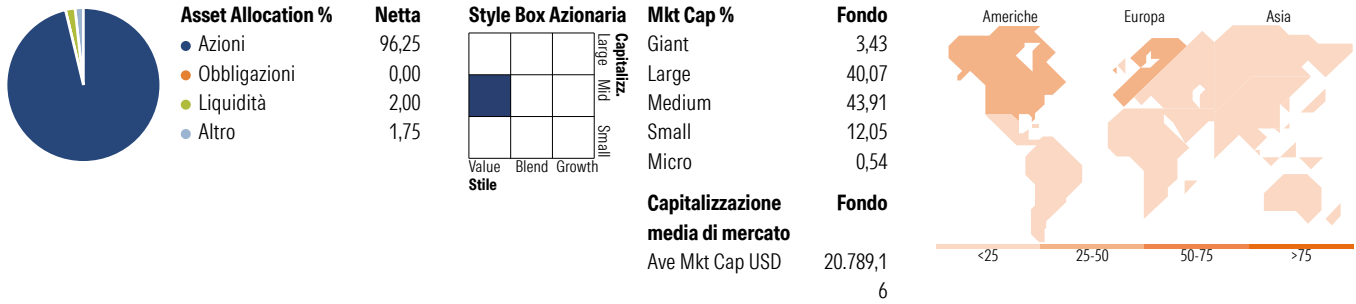 Asset Allocation % Netta
Azioni 96,25
Obbligazioni 0,00
Liquidità 2,00
Altro 1,75
Style Box Azionaria
Large Mid Small
Capitalizz.
Value Blend Growth
Stile
Mkt Cap % Fondo
Giant 3,43
Large 40,07
Medium 43,91
Small 12,05
Micro 0,54
Capitalizzazione Fondo
media di mercato
Ave Mkt Cap USD 20.789,1
6
Americhe Europa Asia
<25 25-50 50-75 >75